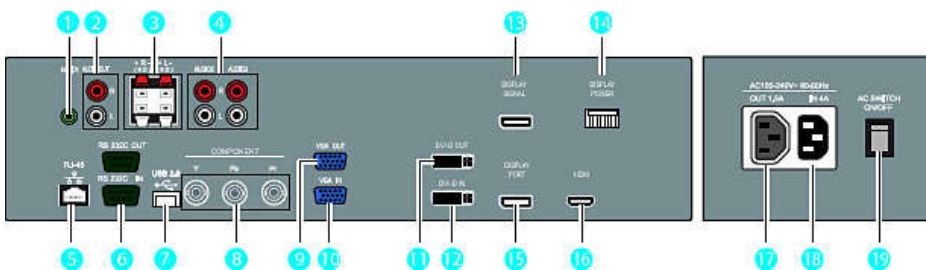 1 2 3 4 13 14
AUDIO OUT
+ R - + L -
AUDIO2 AUDIO1
R
L
R
L
DISPLAY SIGNAL
DISPLAY POWER
AC100-240V~ 50-60Hz
OUT 1,5A IN 4A
AC SWITCH ON/OFF
RS 232C OUT
RJ-45
RS 232C IN
USB 2.0
COMPONENT
Y Pb Pr
VGA OUT
VGA IN
DVI-D OUT
DVI-D IN
DISPLAY PORT
HDMI
5 6 7 8 9 10 11 12 15 16 17 18 19